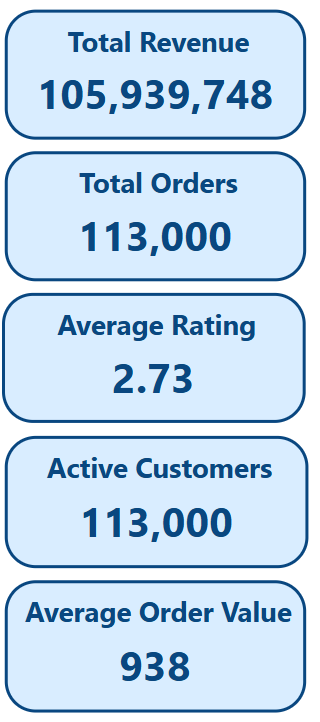 Total Revenue
105,939,748
Total Orders
113,000
Average Rating
2.73
Active Customers
113,000
Average Order Value
938